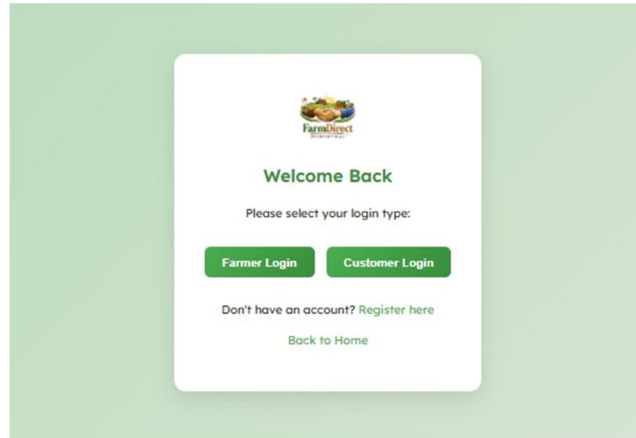 FarmDirect
Welcome Back
Please select your login type:
Farmer Login Customer Login
Don't have an account? Register here
Back to Home